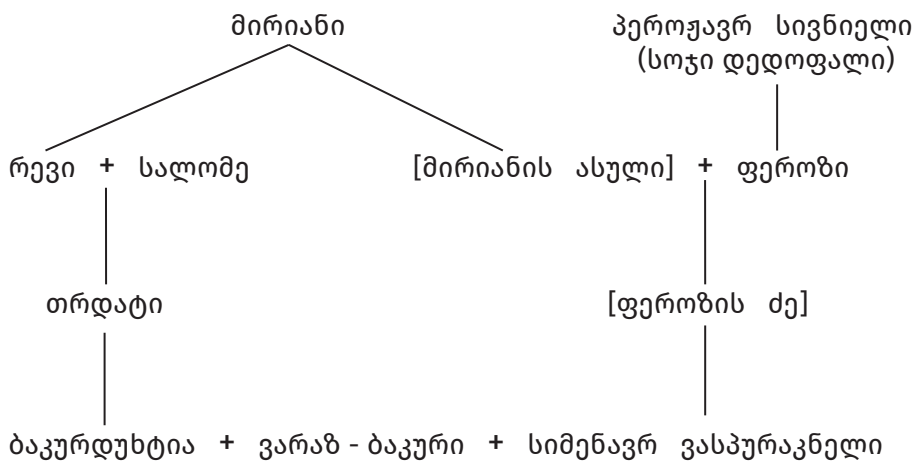 მირიანი პეროჟავრ სივნიელი
(სოჯი დედოფალი)
რევი + სალომე [მირიანის ასული] + ფეროზი
თრდატი [ფეროზის ძე]
ბაკურდუხტია + ვარაზ - ბაკური + სიმენავრ ვასპურაკნელი